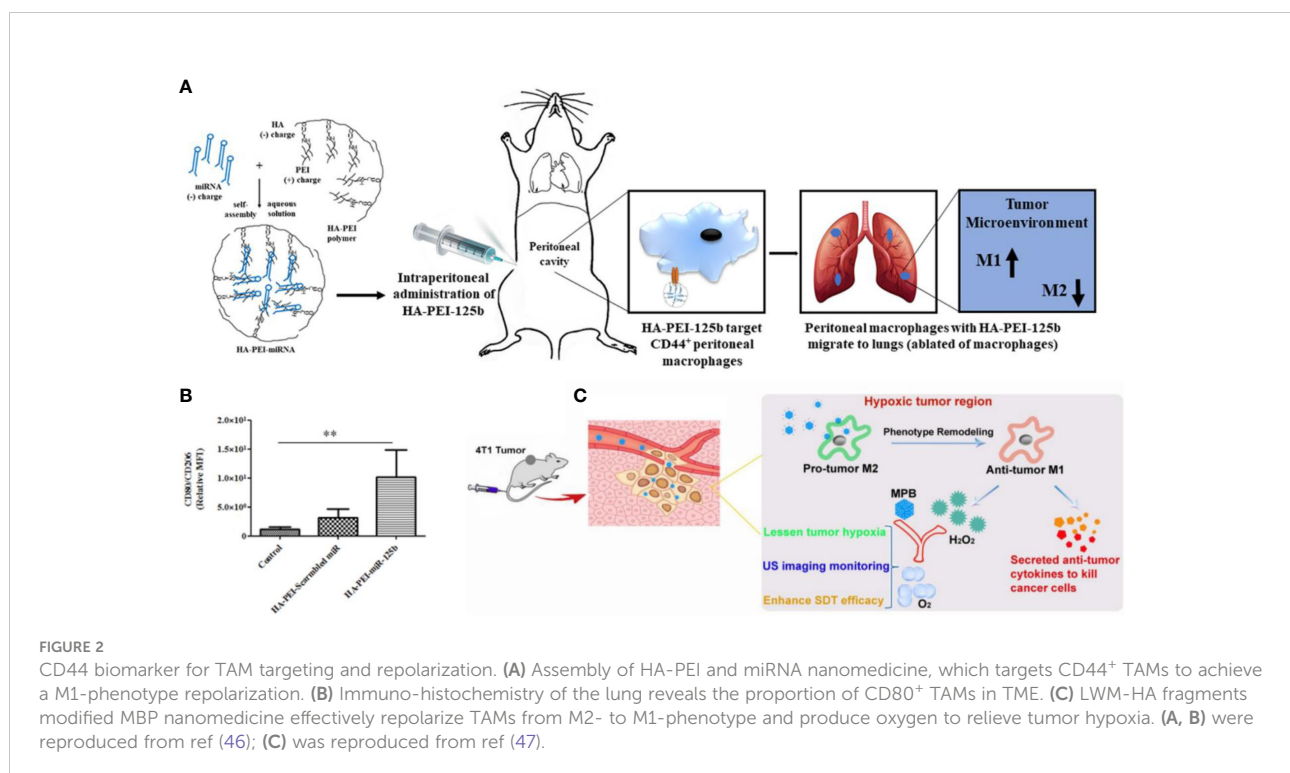 A
HA
(-) charge
PEI
(+) charge
miRNA
(-) charge
+
self-
assembly
aqueous
solution
HA-PEI
polymer
HA-PEI-miRNA
Intraperitoneal
administration of
HA-PEI-125b
Peritoneal
cavity
HA-PEI-125b target
CD44⁺ peritoneal
macrophages
Peritoneal macrophages with HA-PEI-125b
migrate to lungs (ablated of macrophages)
Tumor
Microenvironment
M1
M2
B
CD80/CD206
(Relative MFI)
2.0×10¹
1.5×10¹
1.0×10¹
5.0×10⁰
0
**
Control
HA-PEI-Scarmbled miR
HA-PEI-miR-125b
C
4T1 Tumor
Hypoxic tumor region
Phenotype Remodeling
Pro-tumor M2
Anti-tumor M1
MPB
H₂O₂
Lessen tumor hypoxia
US imaging monitoring
Enhance SDT efficacy
O₂
Secreted anti-tumor
cytokines to kill
cancer cells
FIGURE 2
CD44 biomarker for TAM targeting and repolarization. (A) Assembly of HA-PEI and miRNA nanomedicine, which targets CD44⁺ TAMs to achieve
a M1-phenotype repolarization. (B) Immuno-histochemistry of the lung reveals the proportion of CD80⁺ TAMs in TME. (C) LWM-HA fragments
modified MBP nanomedicine effectively repolarize TAMs from M2- to M1-phenotype and produce oxygen to relieve tumor hypoxia. (A, B) were
reproduced from ref (46); (C) was reproduced from ref (47).